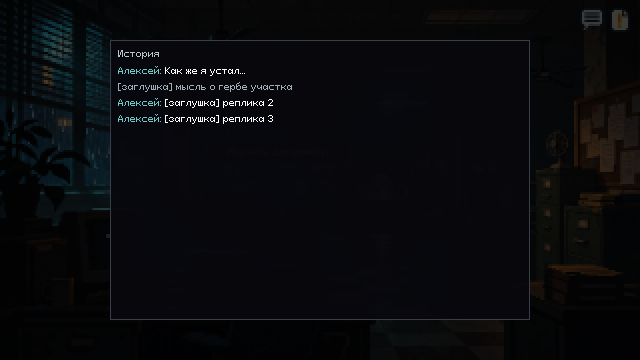 История
Алексей: Как же я устал...
[заглушка] мысль о гербе участка
Алексей: [заглушка] реплика 2
Алексей: [заглушка] реплика 3